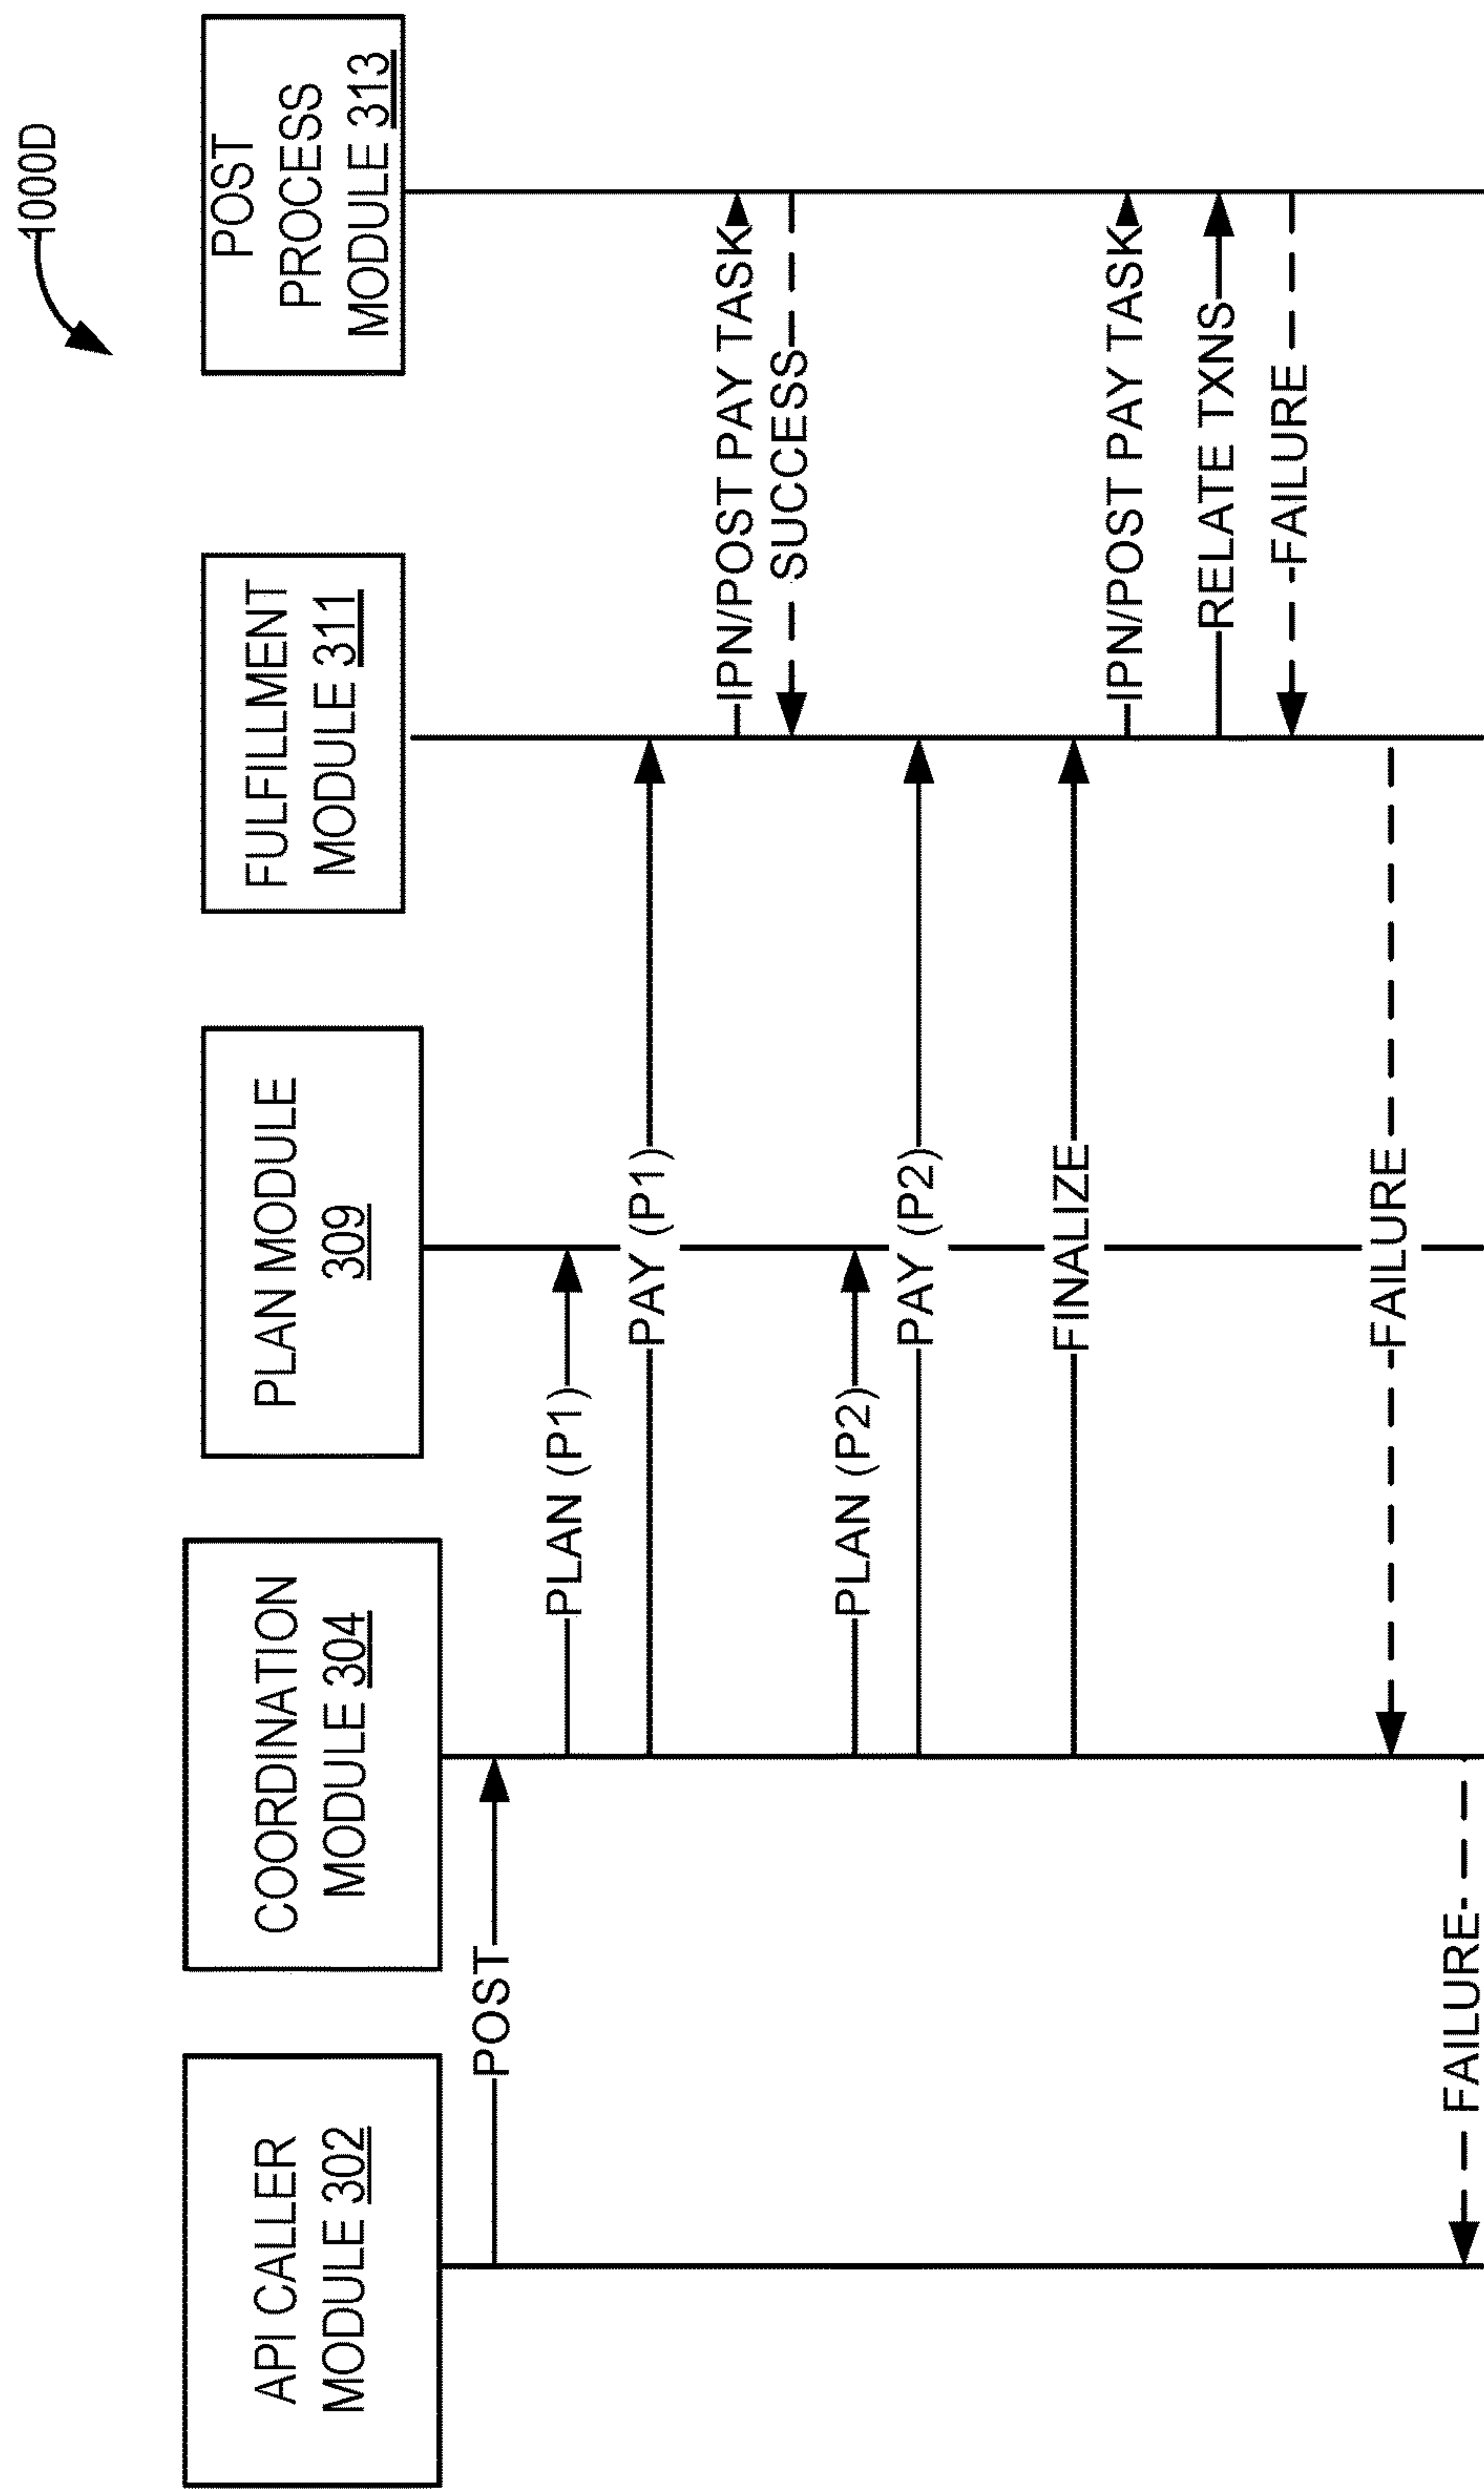 1000D
API CALLER
MODULE 302
COORDINATION
MODULE 304
PLAN MODULE
309
FULFILLMENT
MODULE 311
POST
PROCESS
MODULE 313
POST
PLAN (P1)
PAY (P1)
IPN/POST PAY TASK
SUCCESS
PLAN (P2)
PAY (P2)
FINALIZE
IPN/POST PAY TASK
RELATE TXNS
FAILURE
FAILURE
FAILURE